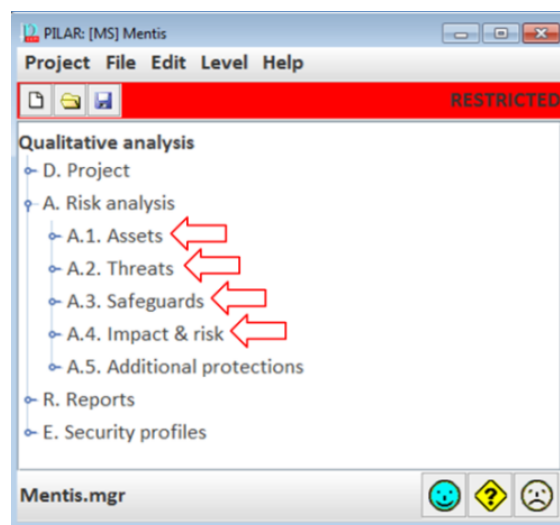 PILAR: [MS] Mentis
Project File Edit Level Help
RESTRICTED
Qualitative analysis
D. Project
A. Risk analysis
A.1. Assets
A.2. Threats
A.3. Safeguards
A.4. Impact & risk
A.5. Additional protections
R. Reports
E. Security profiles
Mentis.mgr
?